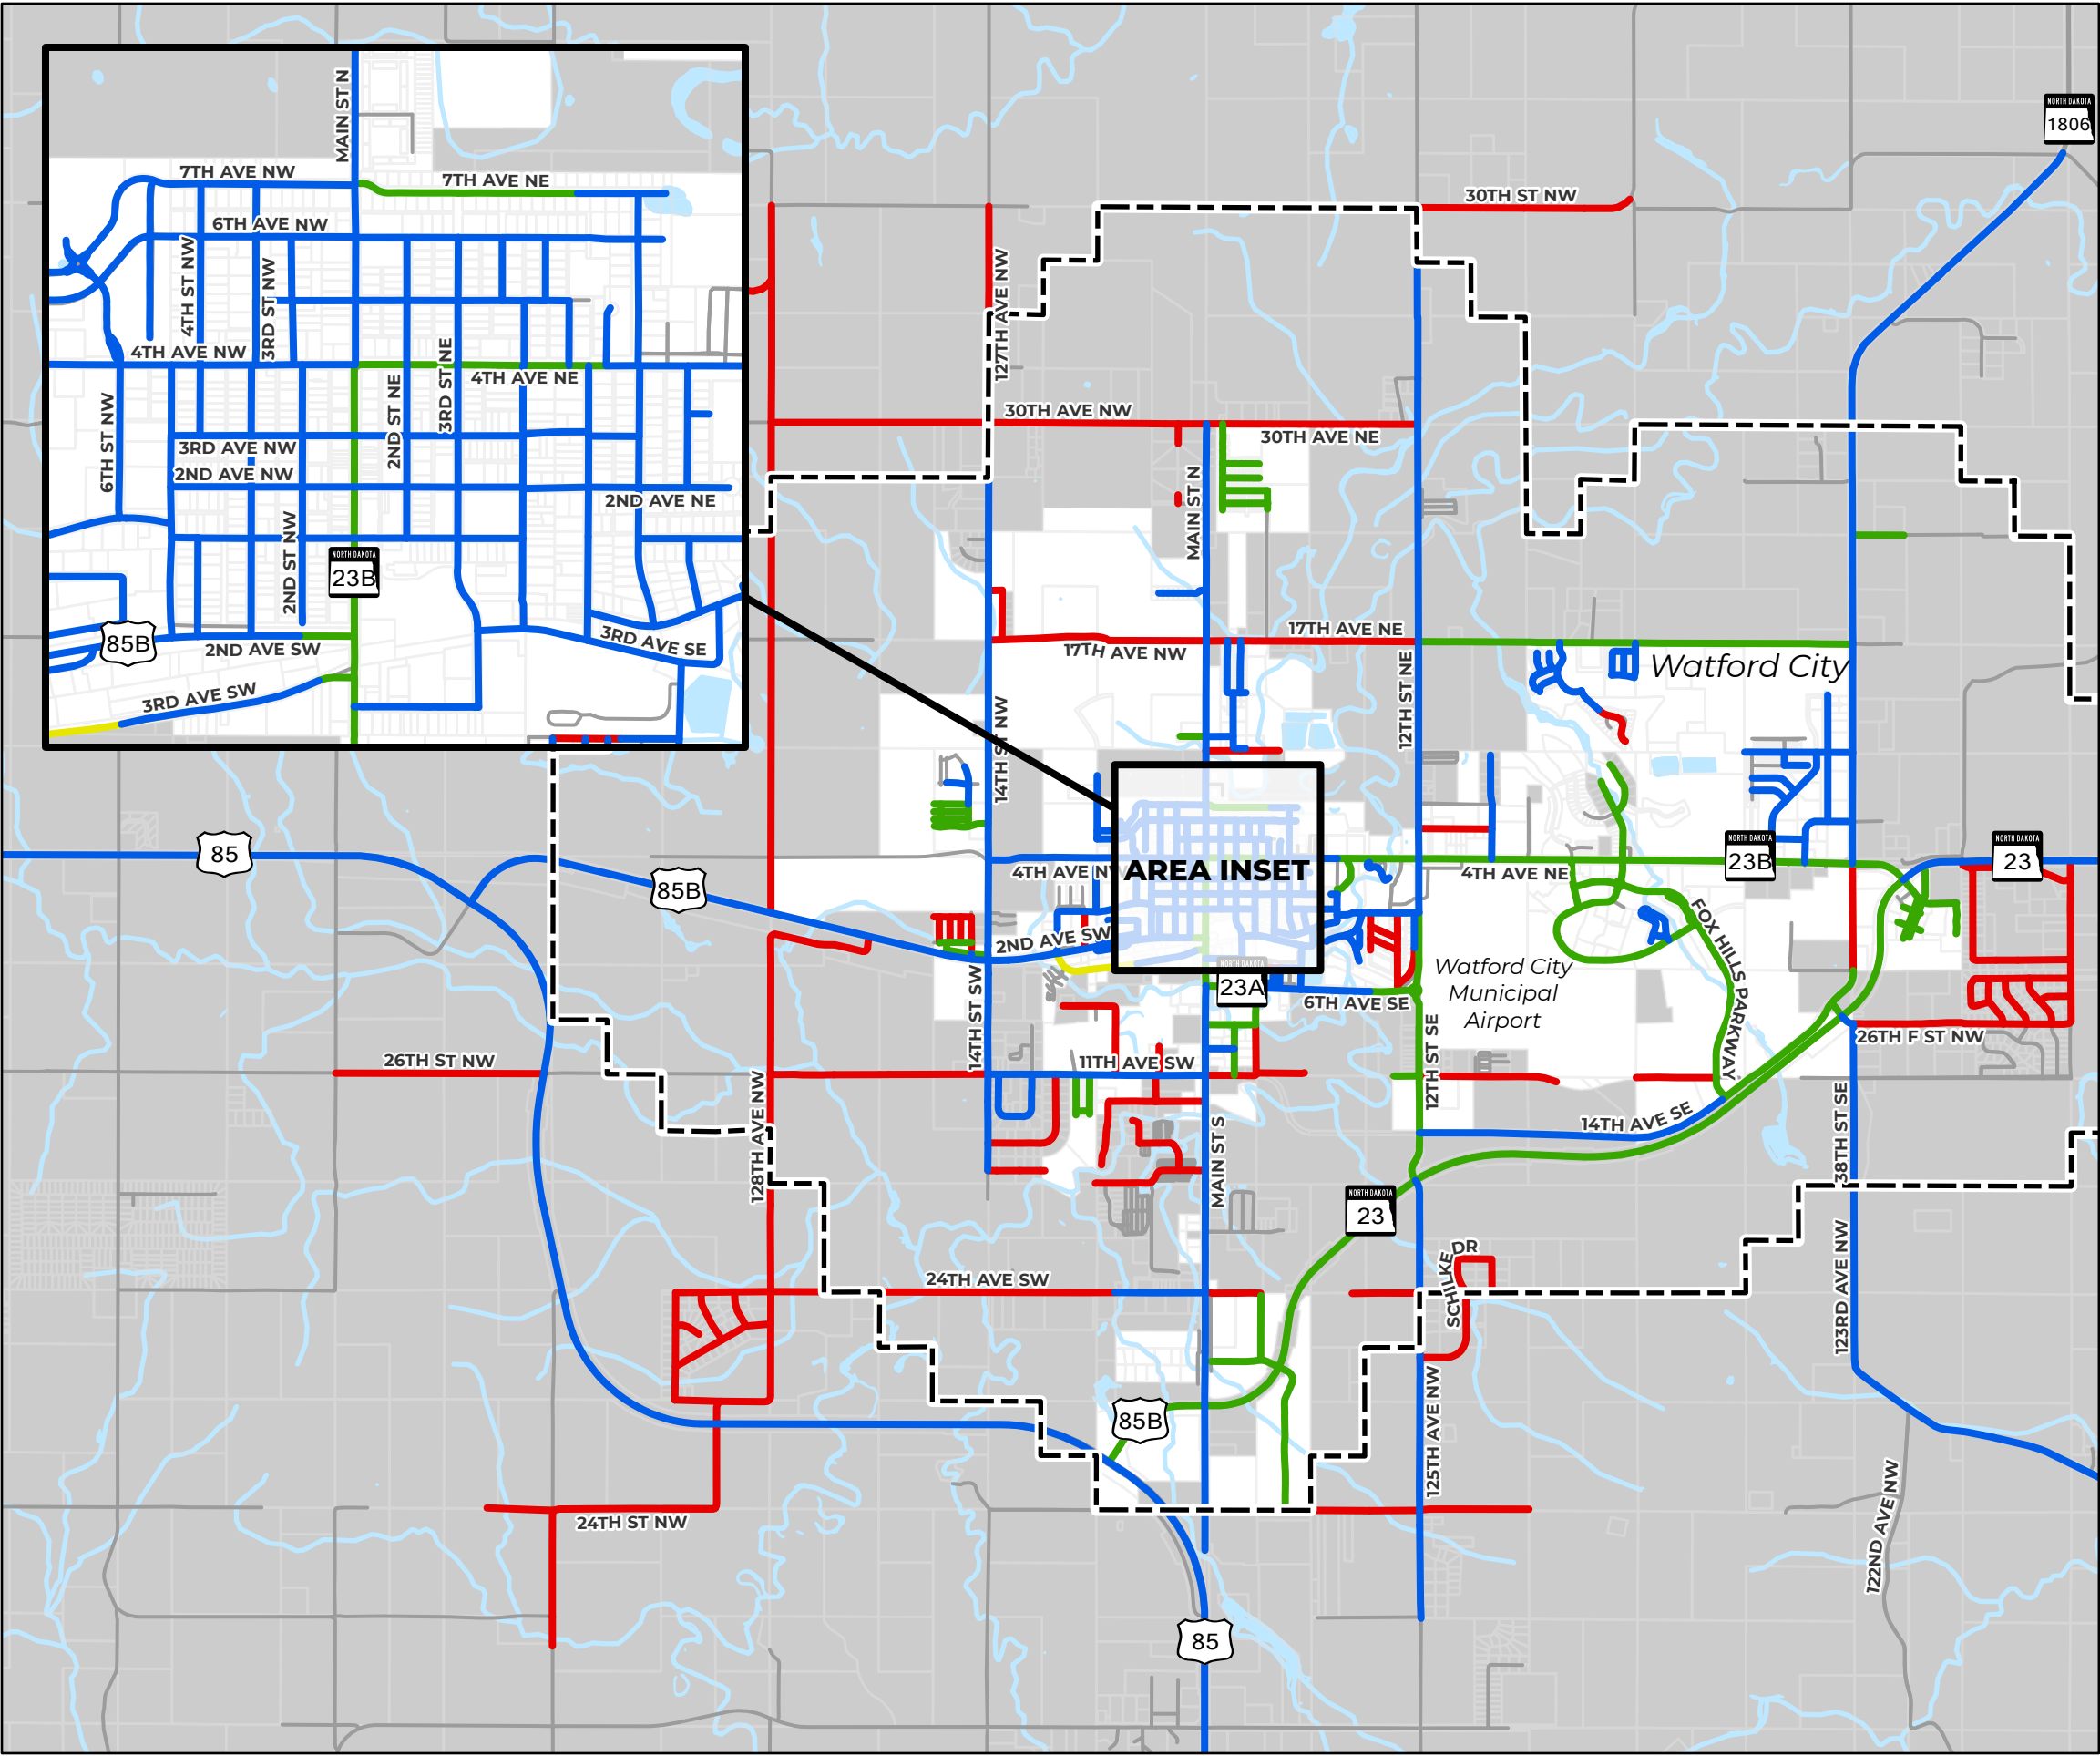 MAIN ST N
7TH AVE NW
7TH AVE NE
6TH AVE NW
4TH ST NW
3RD ST NW
4TH AVE NW
3RD ST NE
4TH AVE NE
2ND ST NE
6TH ST NW
3RD AVE NW
2ND AVE NW
2ND AVE NE
2ND ST NW
NORTH DAKOTA
23B
85B
2ND AVE SW
3RD AVE SE
3RD AVE SW
NORTH DAKOTA
1806
30TH ST NW
127TH AVE NW
30TH AVE NW
30TH AVE NE
MAIN ST N
17TH AVE NE
17TH AVE NW
Watford City
12TH ST NE
14TH ST NW
85
85B
4TH AVE NW
AREA INSET
4TH AVE NE
NORTH DAKOTA
23B
NORTH DAKOTA
23
2ND AVE SW
FOX HILLS PARKWAY
Watford City
Municipal
Airport
NORTH DAKOTA
23A
6TH AVE SE
14TH ST SW
12TH ST SE
26TH F ST NW
26TH ST NW
11TH AVE SW
128TH AVE NW
14TH AVE SE
38TH ST SE
MAIN ST S
NORTH DAKOTA
23
SCHILKE DR
24TH AVE SW
123RD AVE NW
85B
125TH AVE NW
24TH ST NW
122ND AVE NW
85